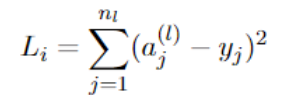 L_i = \sum_{j=1}^{n_l} (a_j^{(l)} - y_j)^2